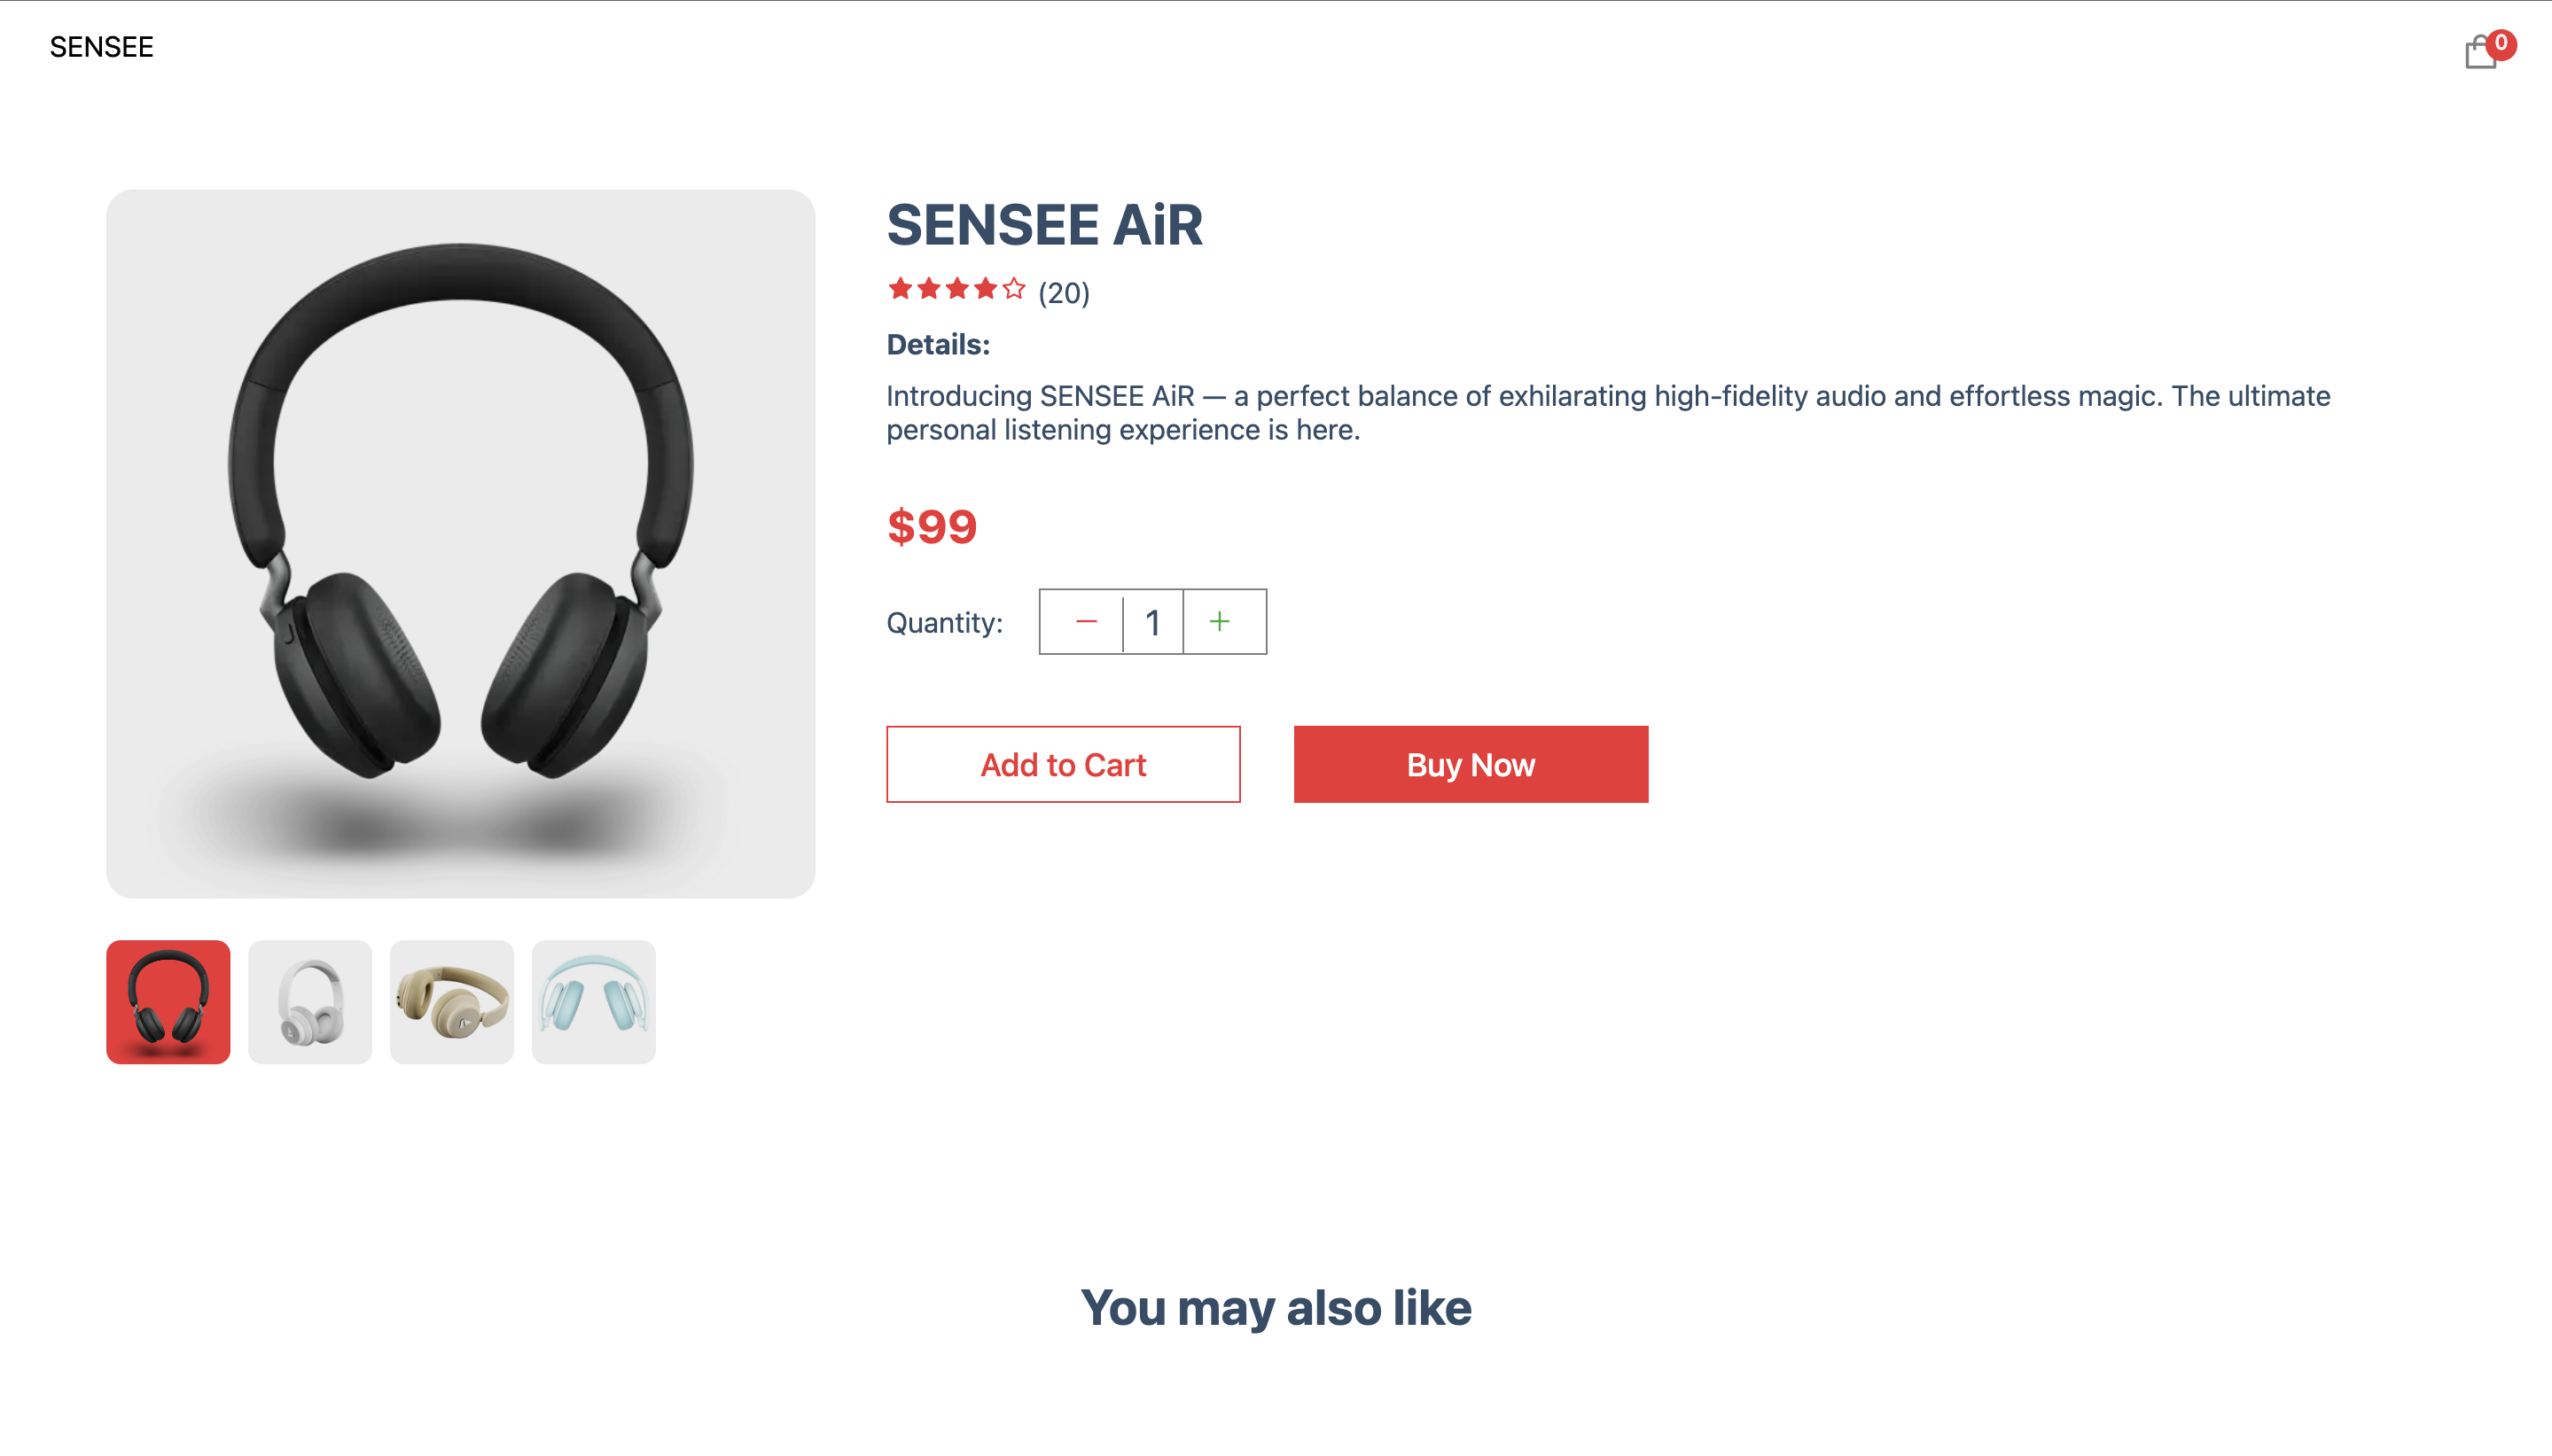 SENSEE
0
SENSEE AiR
(20)
Details:
Introducing SENSEE AiR — a perfect balance of exhilarating high-fidelity audio and effortless magic. The ultimate
personal listening experience is here.
$99
Quantity: − 1 +
Add to Cart Buy Now
You may also like